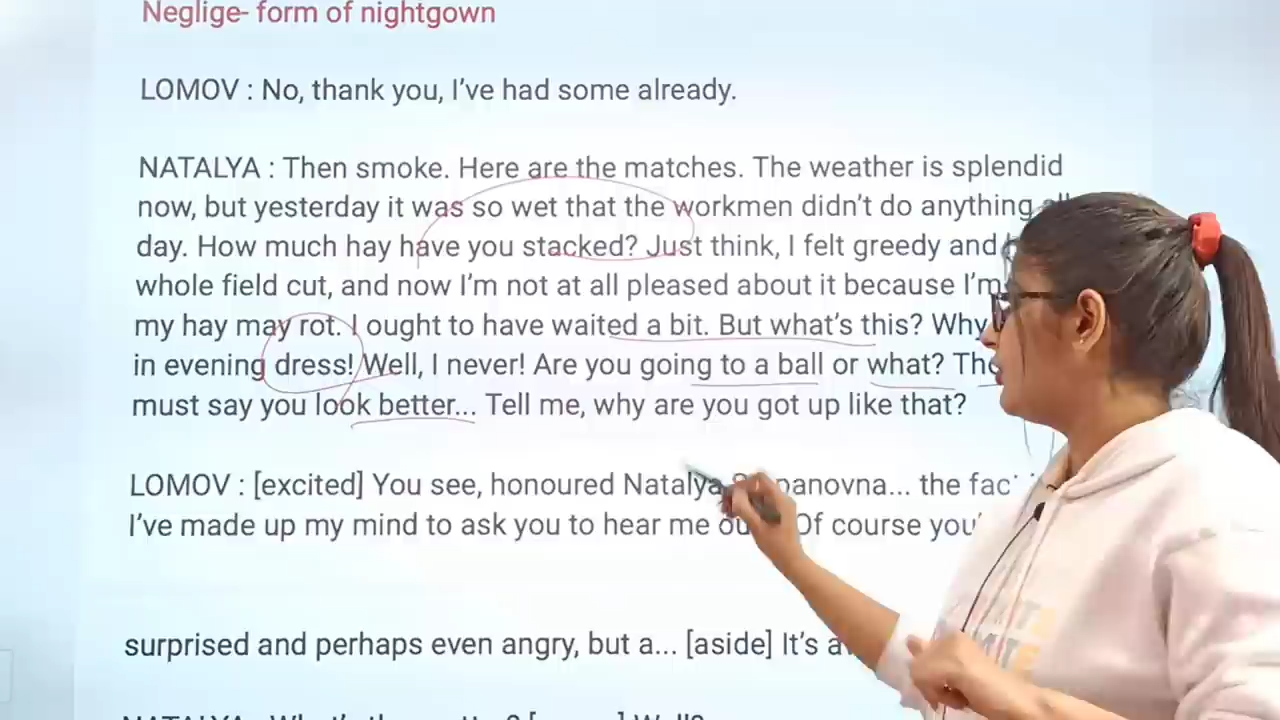 Neglige- form of nightgown
LOMOV : No, thank you, I've had some already.
NATALYA : Then smoke. Here are the matches. The weather is splendid
now, but yesterday it was so wet that the workmen didn't do anything
day. How much hay have you stacked? Just think, I felt greedy and
whole field cut, and now I'm not at all pleased about it because I'm
my hay may rot. I ought to have waited a bit. But what's this? Why
in evening dress! Well, I never! Are you going to a ball or what?
must say you look better... Tell me, why are you got up like that?
LOMOV : [excited] You see, honoured Natalya the
I've made up my mind to ask you to hear me Of course
surprised and perhaps even angry, but a... [aside] It's